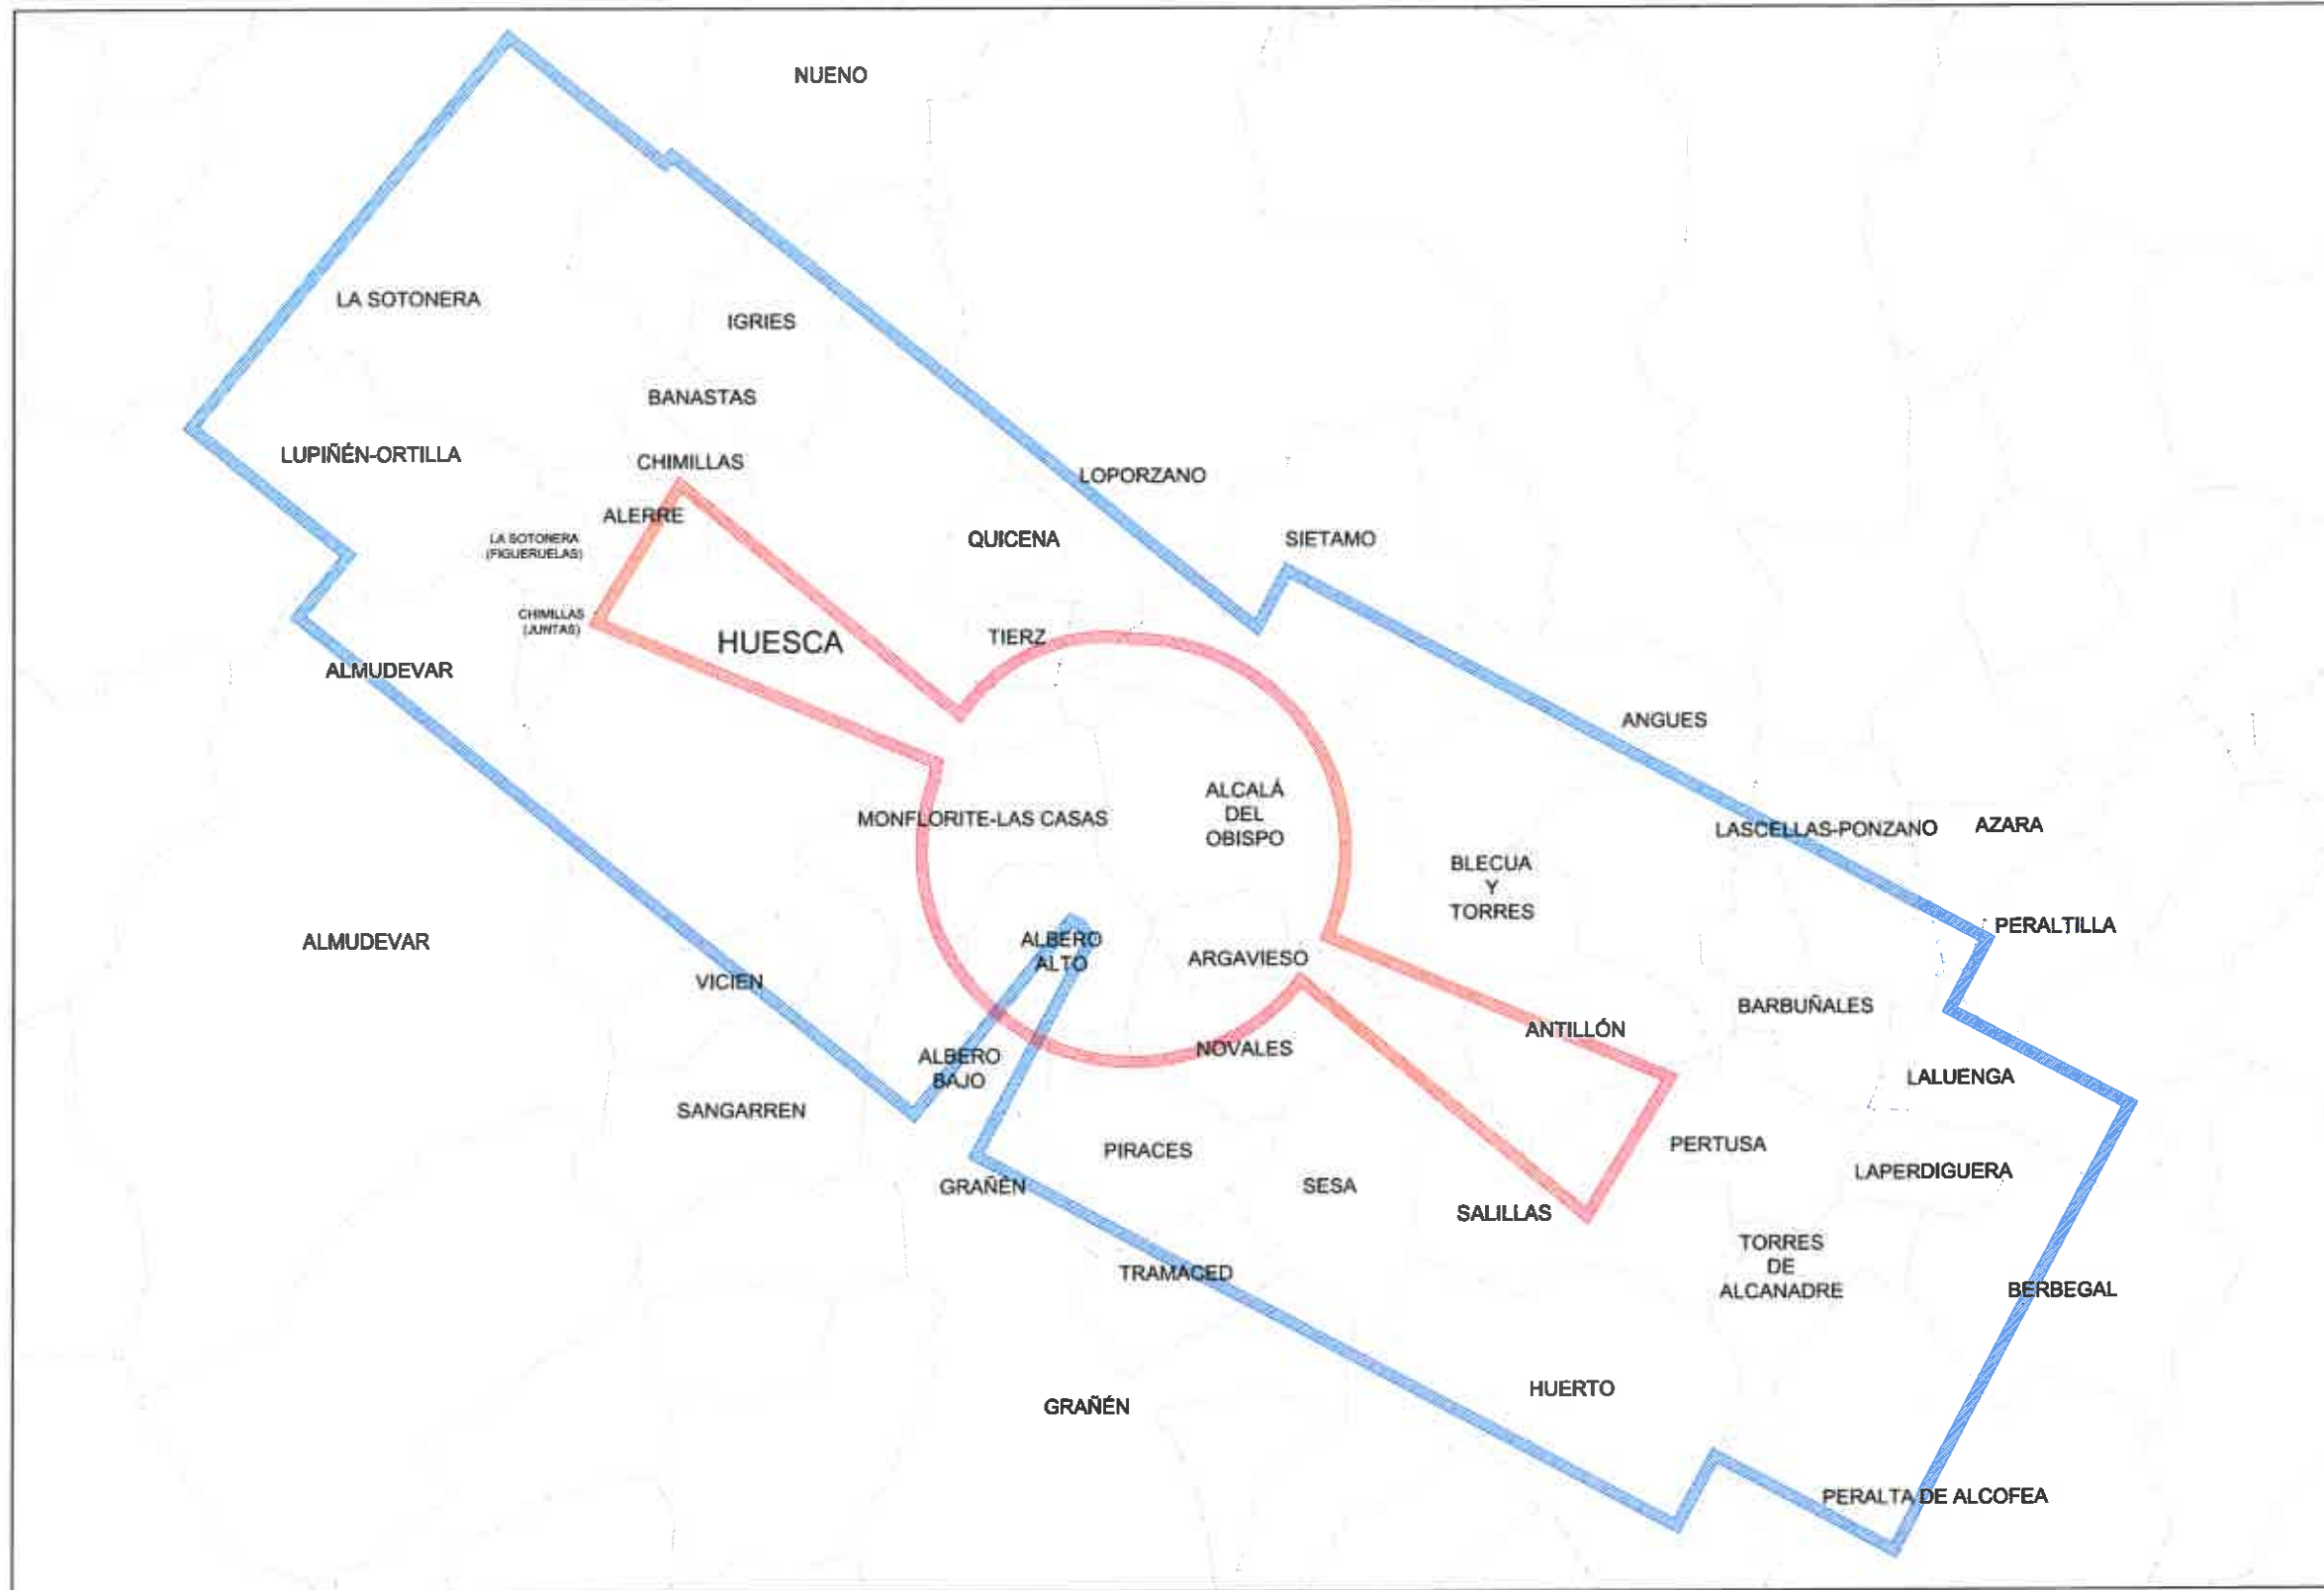 NUENO
LA SOTONERA
IGRIES
BANASTAS
LUPIÑÉN-ORTILLA
CHIMILLAS
LOPORZANO
ALERRE
LA SOTONERA
(FIGUERUELAS)
QUICENA
SIETAMO
CHIMILLAS
(JUNTAS)
HUESCA
TIERZ
ALMUDEVAR
ANGUES
MONFLORITE-LAS CASAS
ALCALÁ
DEL
OBISPO
LASCELLAS-PONZANO
AZARA
BLECUA
Y
TORRES
PERALTILLA
ALMUDEVAR
ALBERO
ALTO
ARGAVIESO
VICIEN
BARBUÑALES
ANTILLÓN
NOVALES
ALBERO
BAJO
LALUENGA
SANGARREN
PIRACES
PERTUSA
LAPERDIGUERA
GRAÑÉN
SESA
SALILLAS
TORRES
DE
ALCANADRE
TRAMACED
BERBEGAL
HUERTO
GRAÑÉN
PERALTA DE ALCOFEA